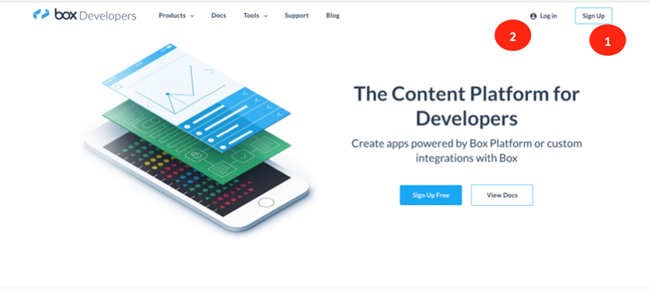 box Developers
Products
Docs
Tools
Support
Blog
Log in
Sign Up
2
1
The Content Platform for
Developers
Create apps powered by Box Platform or custom
integrations with Box
Sign Up Free
View Docs